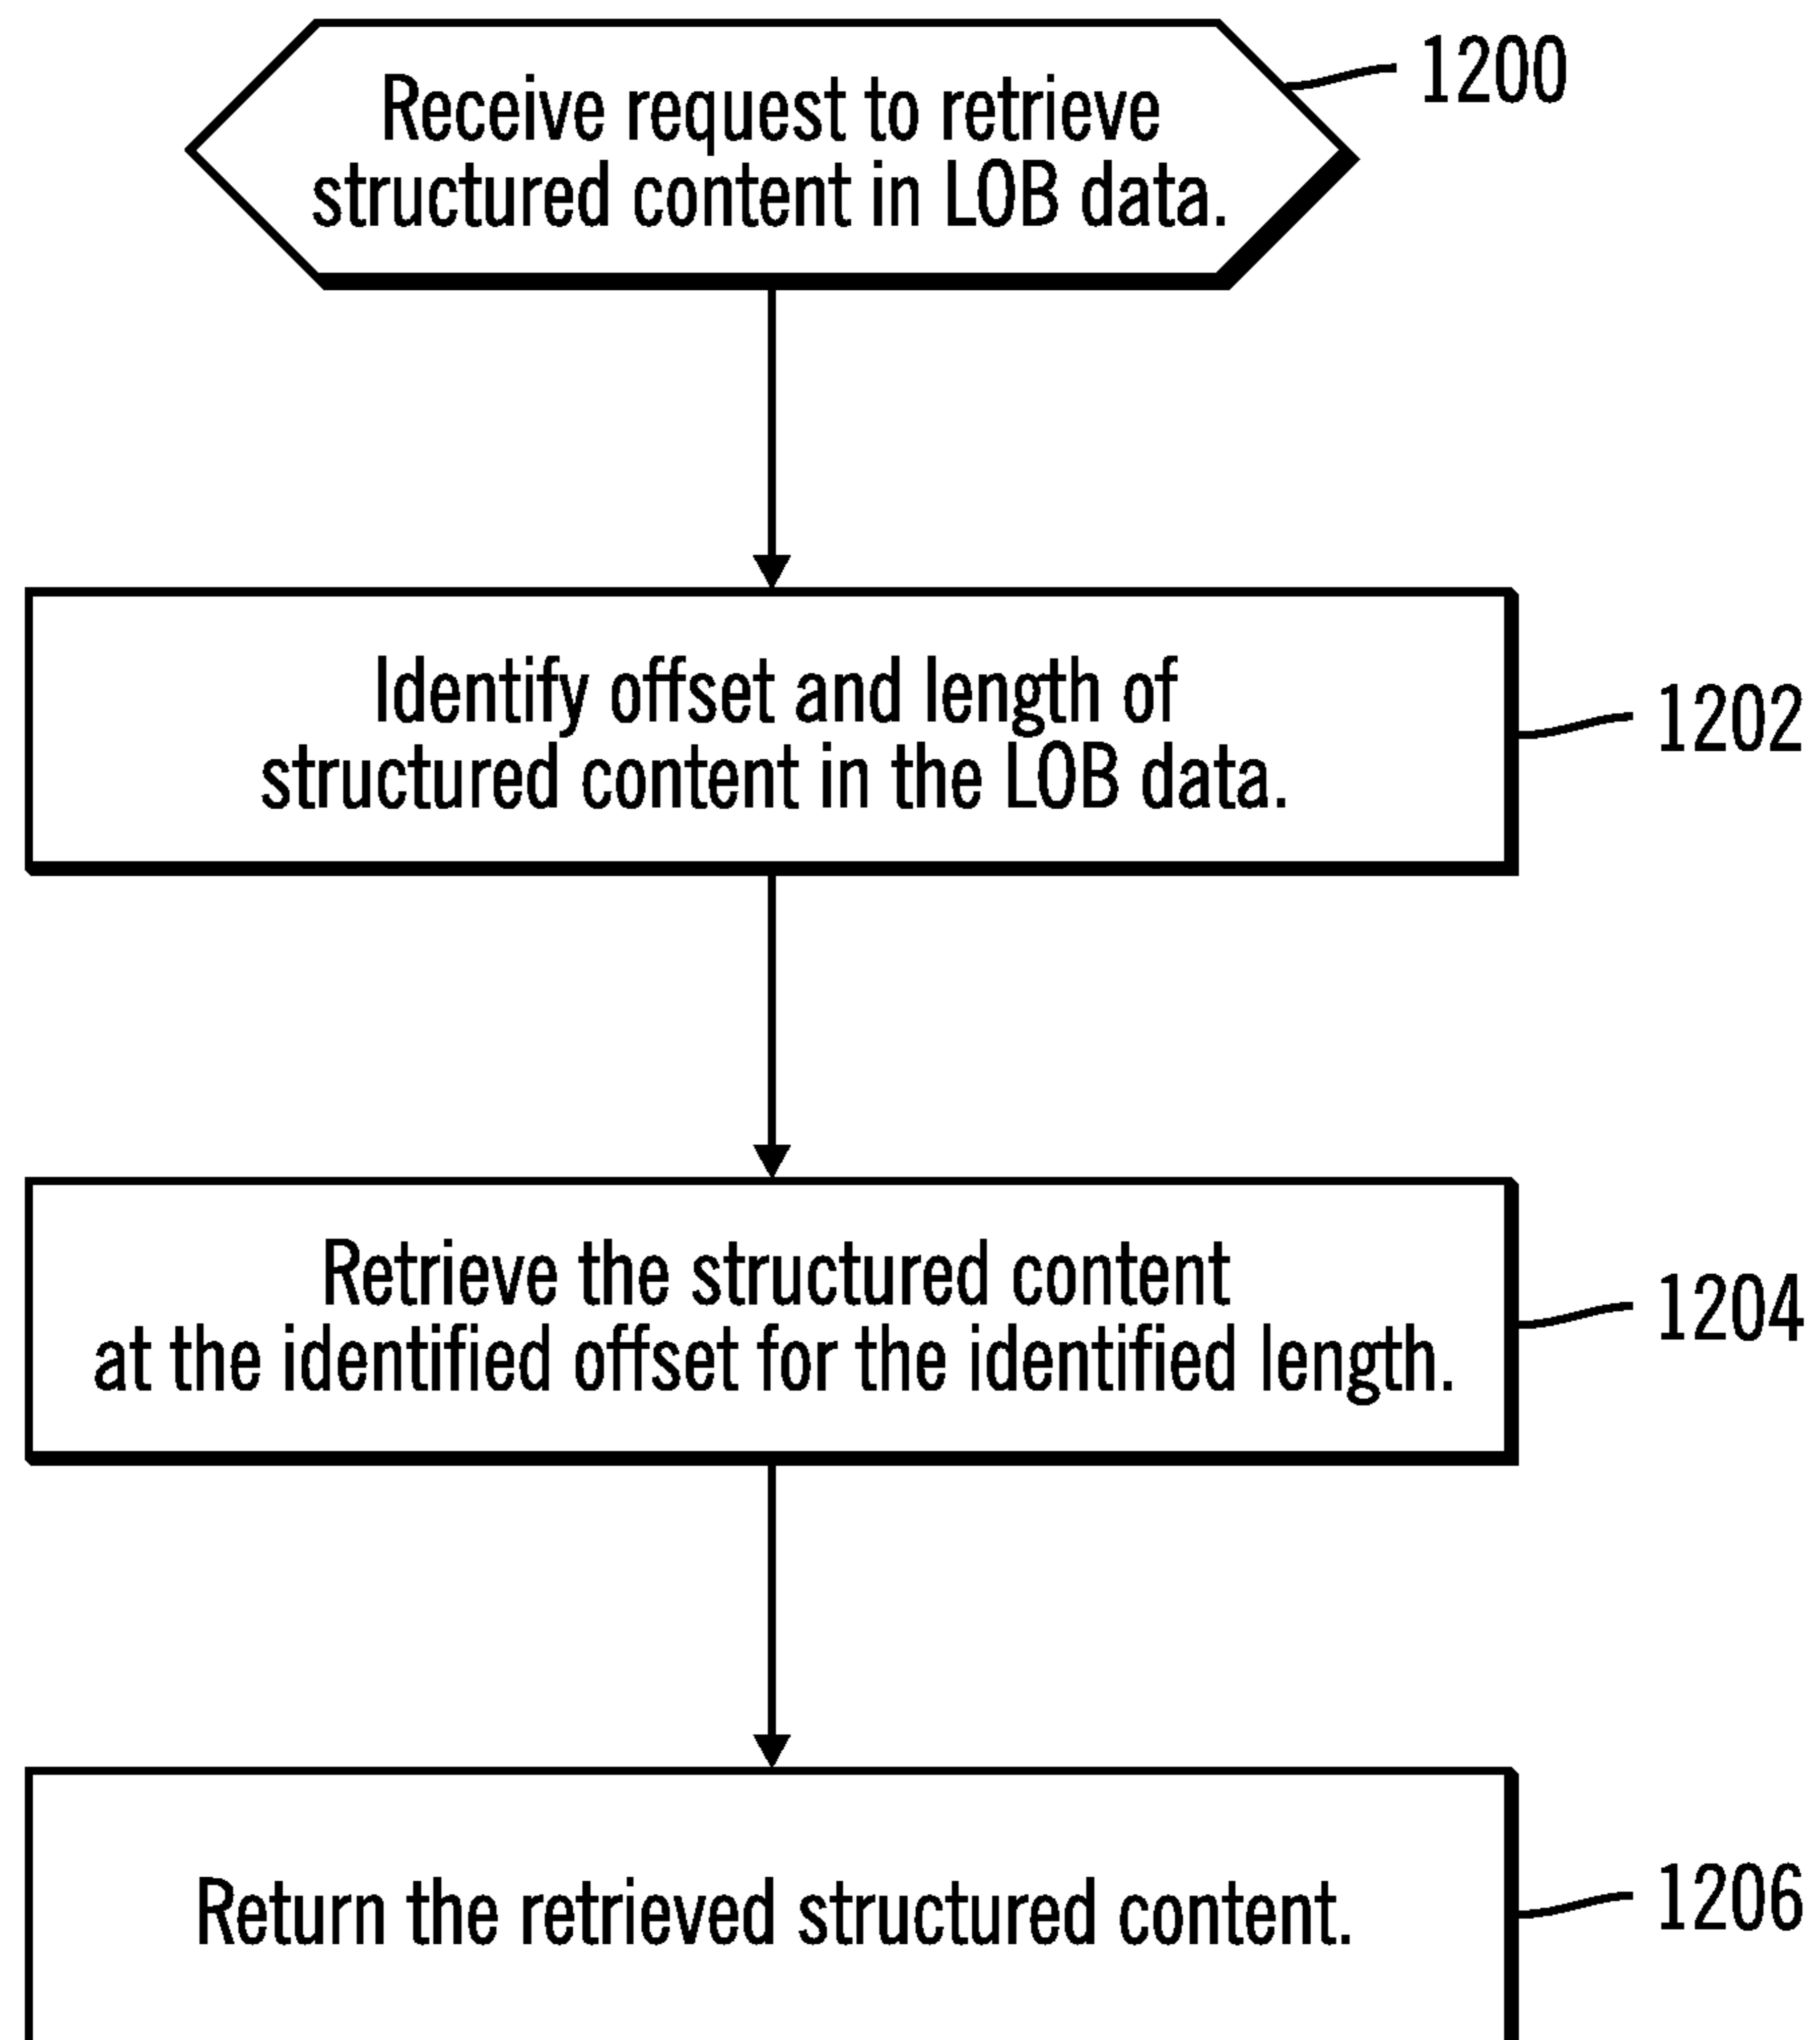 Receive request to retrieve
structured content in LOB data.
1200
Identify offset and length of
structured content in the LOB data.
1202
Retrieve the structured content
at the identified offset for the identified length.
1204
Return the retrieved structured content.
1206